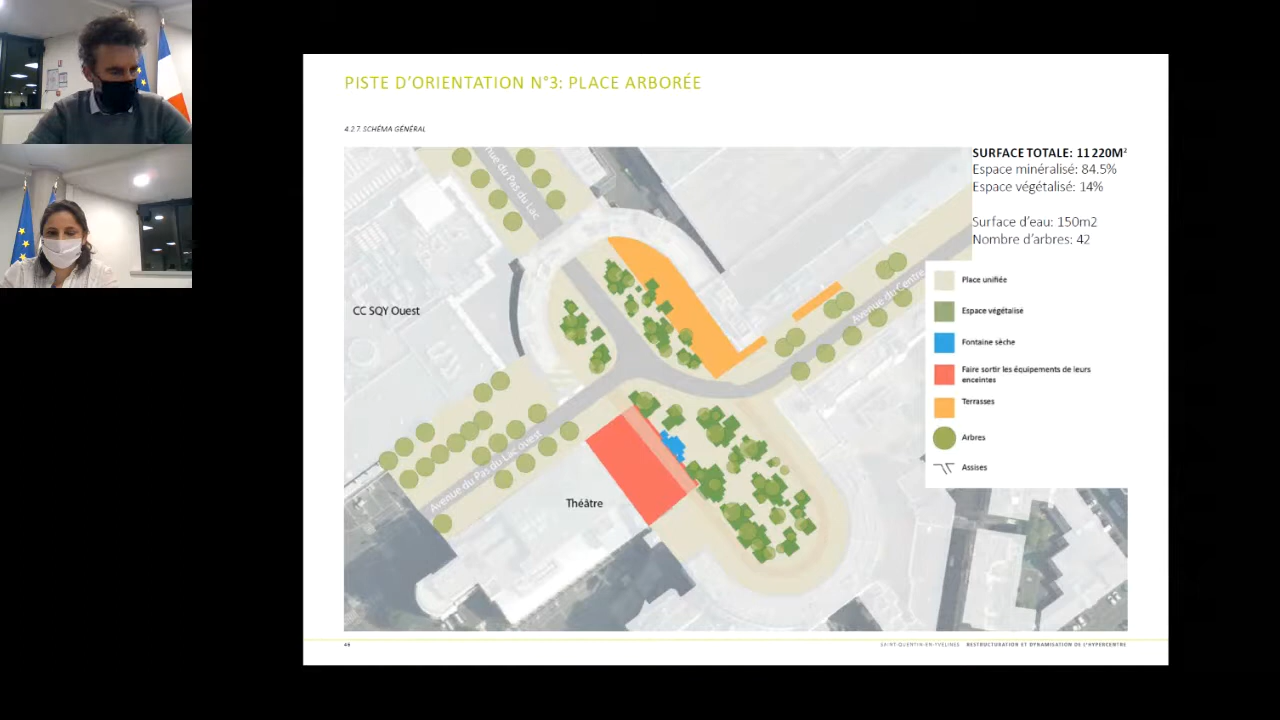 PISTE D'ORIENTATION N°3: PLACE ARBORÉE
4.2.7. SCHÉMA GÉNÉRAL
SURFACE TOTALE: 11 220M²
Espace minéralisé: 84.5%
Espace végétalisé: 14%
Surface d'eau: 150m2
Nombre d'arbres: 42
Place unifiée
Espace végétalisé
Fontaine sèche
Faire sortir les équipements de leurs
enceintes
Terrasses
Arbres
Assises
nue du Pas du Lac
CC SQY Ouest
Avenue du Centre
Avenue du Pas du Lac ouest
Théâtre
46
SAINT-QUENTIN-EN-YVELINES RESTRUCTURATION ET DYNAMISATION DE L'HYPERCENTRE